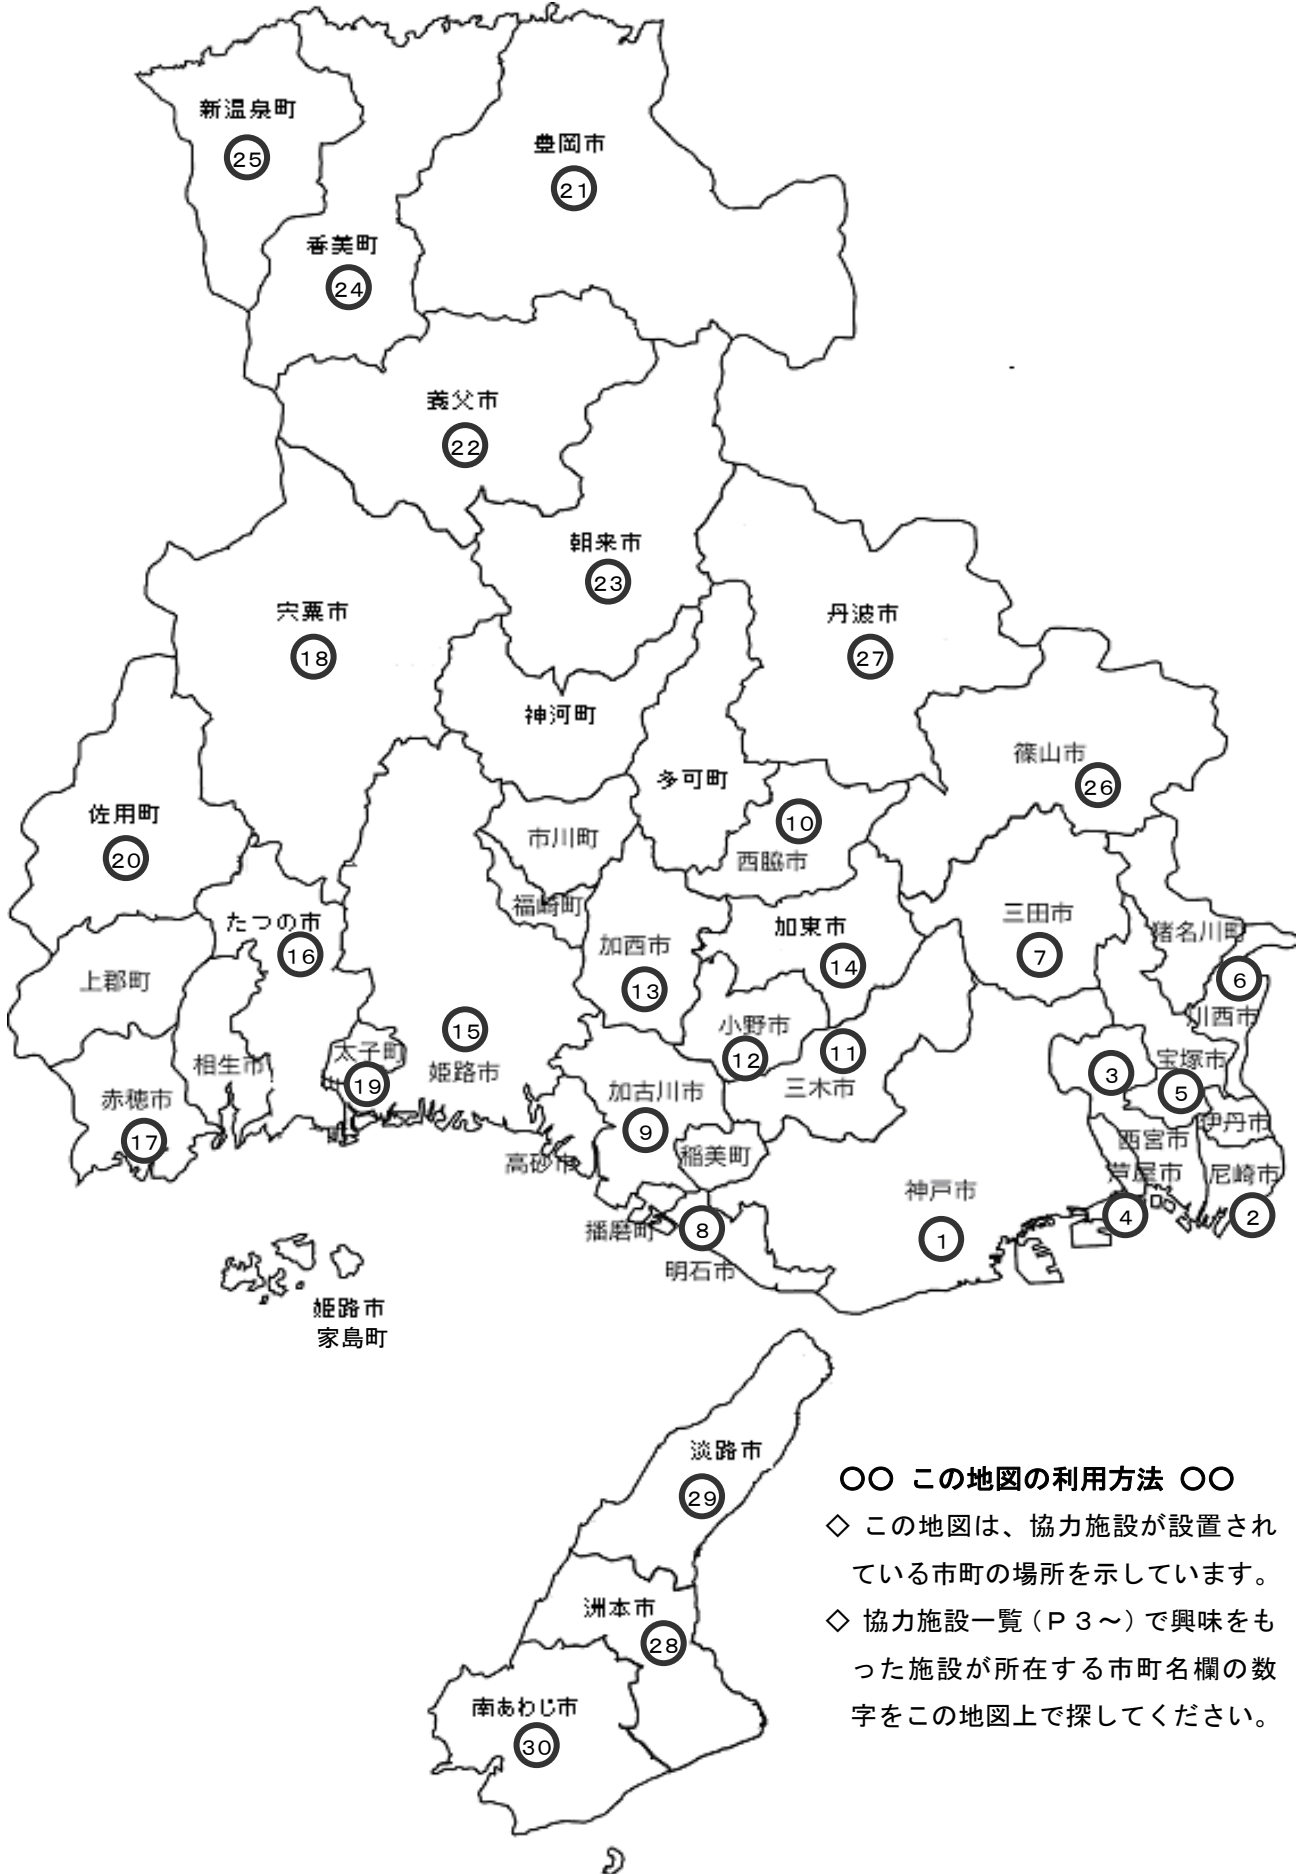 新温泉町
25
豊岡市
21
香美町
24
義父市
22
朝来市
23
宍粟市
18
丹波市
27
神河町
篠山市
26
多可町
佐用町
20
市川町
10
西脇市
福崎町
たつの市
16
加西市
13
加東市
14
三田市
7
猪名川町
6
上郡町
川西市
小野市
12
11
三木市
15
姫路市
太子町
19
相生市
赤穂市
17
加古川市
9
3
宝塚市
5
伊丹市
西宮市
稲美町
高砂市
芦屋市
4
尼崎市
2
神戸市
1
播磨町
8
明石市
姫路市
家島町
淡路市
29
○○ この地図の利用方法 ○○
◇ この地図は、協力施設が設置され
ている市町の場所を示しています。
◇ 協力施設一覧（Ｐ３～）で興味をも
った施設が所在する市町名欄の数
字をこの地図上で探してください。
洲本市
28
南あわじ市
30